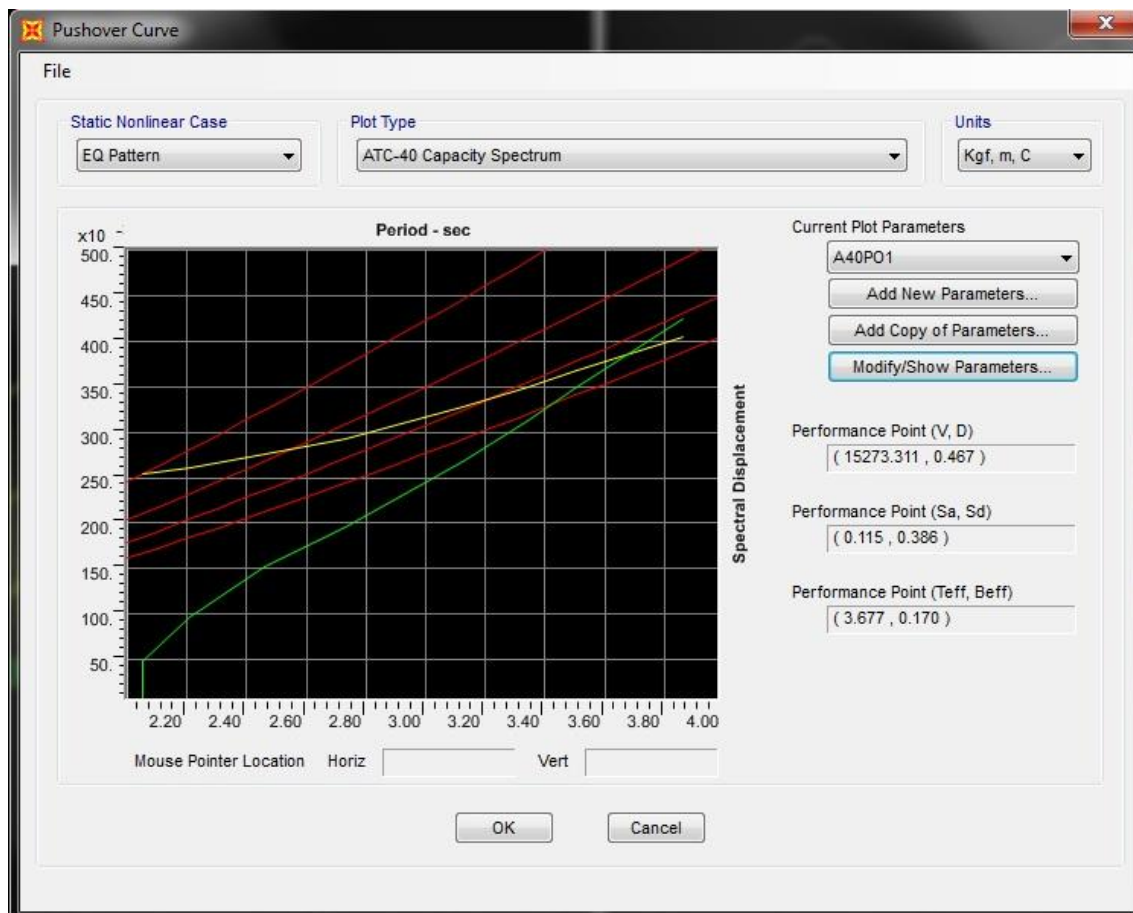 Pushover Curve
File
Static Nonlinear Case
EQ Pattern
Plot Type
ATC-40 Capacity Spectrum
Units
Kgf, m, C
x10
Period - sec
500.
450.
400.
350.
300.
250.
200.
150.
100.
50.
2.20 2.40 2.60 2.80 3.00 3.20 3.40 3.60 3.80 4.00
Spectral Displacement
Mouse Pointer Location Horiz Vert
Current Plot Parameters
A40PO1
Add New Parameters...
Add Copy of Parameters...
Modify/Show Parameters...
Performance Point (V, D)
( 15273.311 , 0.467 )
Performance Point (Sa, Sd)
( 0.115 , 0.386 )
Performance Point (Teff, Beff)
( 3.677 , 0.170 )
OK Cancel